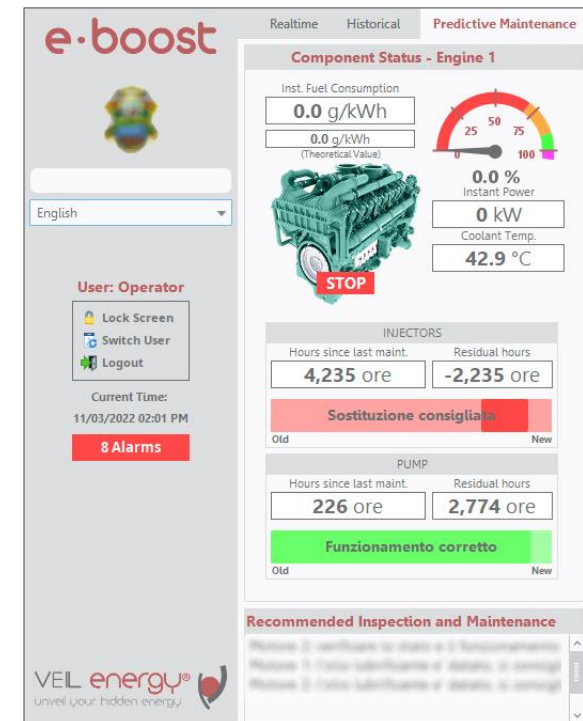 e-boost
English
User: Operator
Lock Screen
Switch User
Logout
Current Time:
11/03/2022 02:01 PM
8 Alarms
VEIL energy®
unveil your hidden energy
Realtime Historical Predictive Maintenance
Component Status - Engine 1
Inst. Fuel Consumption
0.0 g/kWh
0.0 g/kWh
(Theoretical Value)
STOP
0 25 50 75 100
0.0 %
Instant Power
0 kW
Coolant Temp.
42.9 °C
INJECTORS
Hours since last maint. Residual hours
4,235 ore -2,235 ore
Sostituzione consigliata
Old New
PUMP
Hours since last maint. Residual hours
226 ore 2,774 ore
Funzionamento corretto
Old New
Recommended Inspection and Maintenance